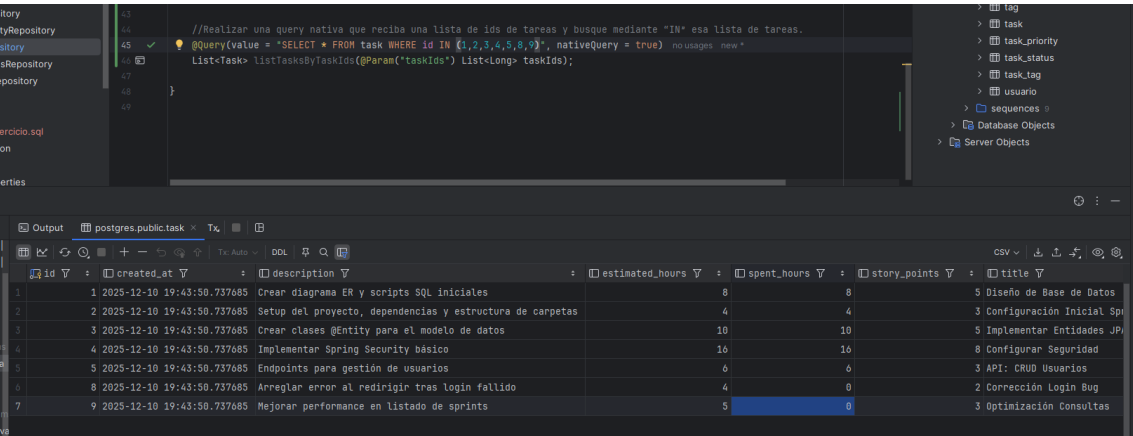 itory
tyRepository
sitory
sRepository
epository
ercicio.sql
on
erties
43
44 //Realizar una query nativa que reciba una lista de ids de tareas y busque mediante "IN" esa lista de tareas.
45 @Query(value = "SELECT * FROM task WHERE id IN (1,2,3,4,5,8,9)", nativeQuery = true) no usages new *
46 List<Task> listTasksByTaskIds(@Param("taskIds") List<Long> taskIds);
47
48 }
49
tag
task
task_priority
task_status
task_tag
usuario
sequences 9
Database Objects
Server Objects
Output postgres.public.task Tx
Tx: Auto DDL CSV
id created_at description estimated_hours spent_hours story_points title
1 1 2025-12-10 19:43:50.737685 Crear diagrama ER y scripts SQL iniciales 8 8 5 Diseño de Base de Datos
2 2 2025-12-10 19:43:50.737685 Setup del proyecto, dependencias y estructura de carpetas 4 4 3 Configuración Inicial Spr
3 3 2025-12-10 19:43:50.737685 Crear clases @Entity para el modelo de datos 10 10 5 Implementar Entidades JPA
4 4 2025-12-10 19:43:50.737685 Implementar Spring Security básico 16 16 8 Configurar Seguridad
5 5 2025-12-10 19:43:50.737685 Endpoints para gestión de usuarios 6 6 3 API: CRUD Usuarios
6 8 2025-12-10 19:43:50.737685 Arreglar error al redirigir tras login fallido 4 0 2 Corrección Login Bug
7 9 2025-12-10 19:43:50.737685 Mejorar performance en listado de sprints 5 0 3 Optimización Consultas